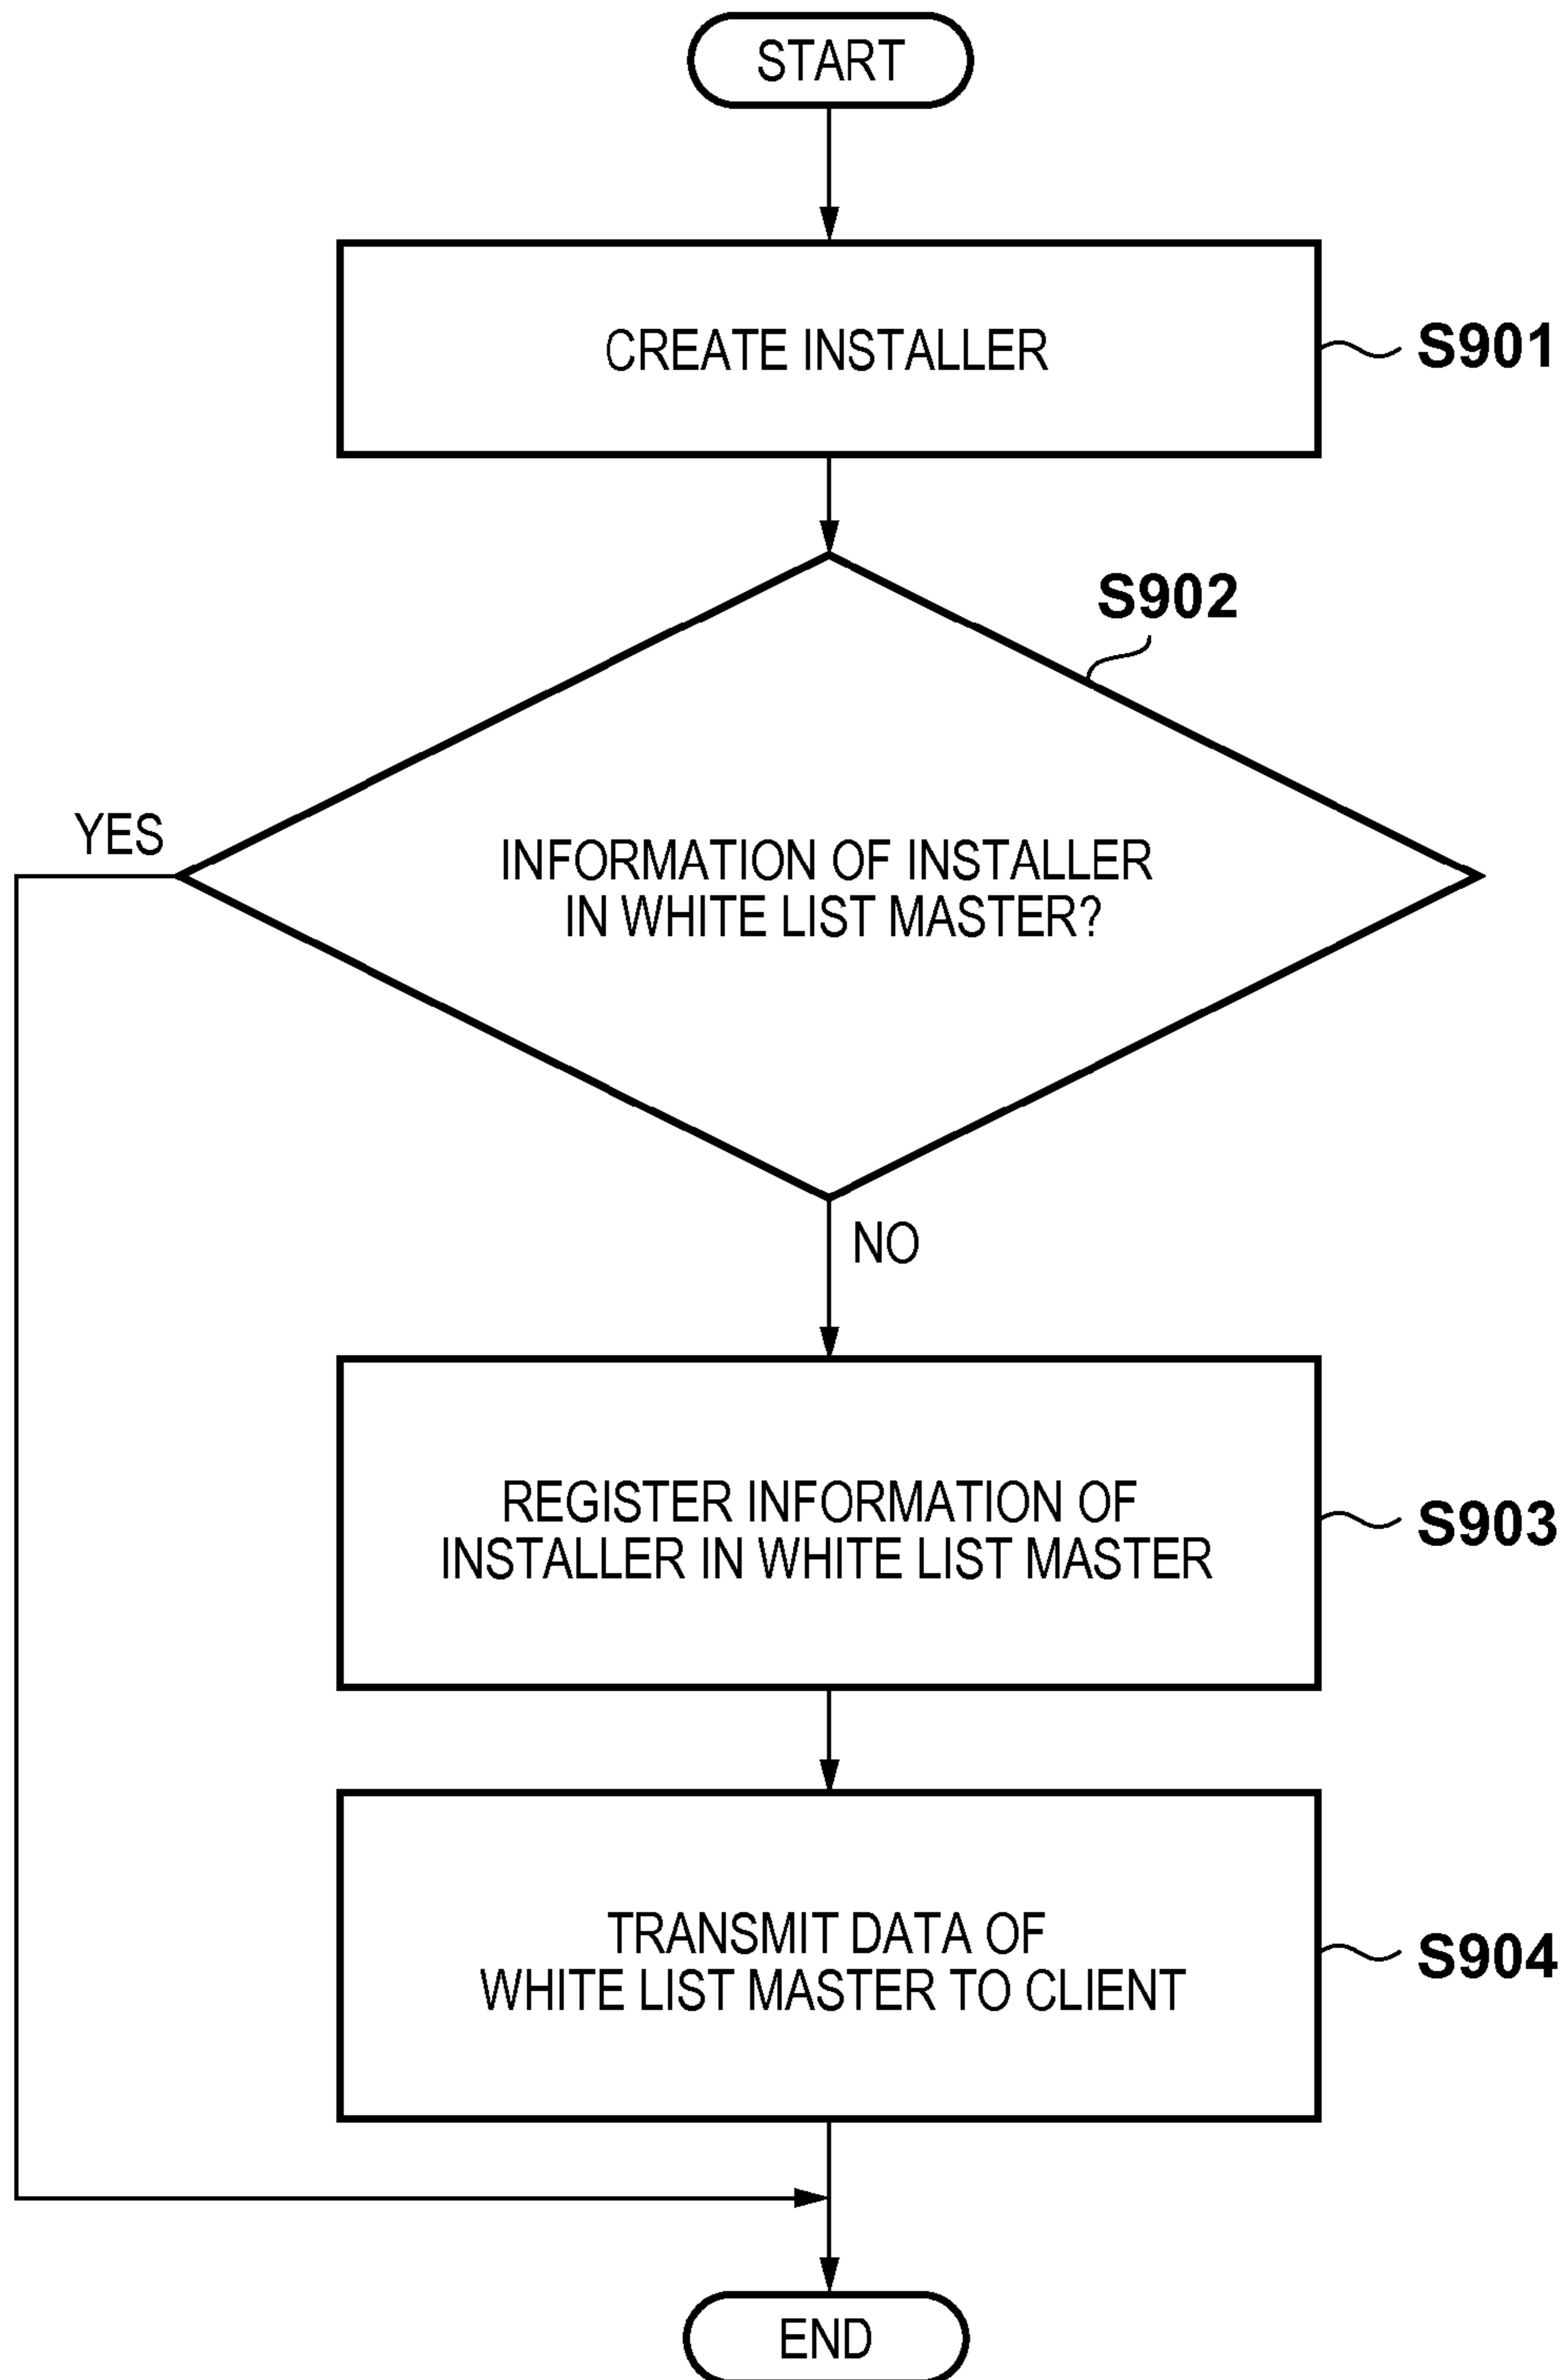 START
CREATE INSTALLER
S901
S902
YES
INFORMATION OF INSTALLER
IN WHITE LIST MASTER?
NO
REGISTER INFORMATION OF
INSTALLER IN WHITE LIST MASTER
S903
TRANSMIT DATA OF
WHITE LIST MASTER TO CLIENT
S904
END